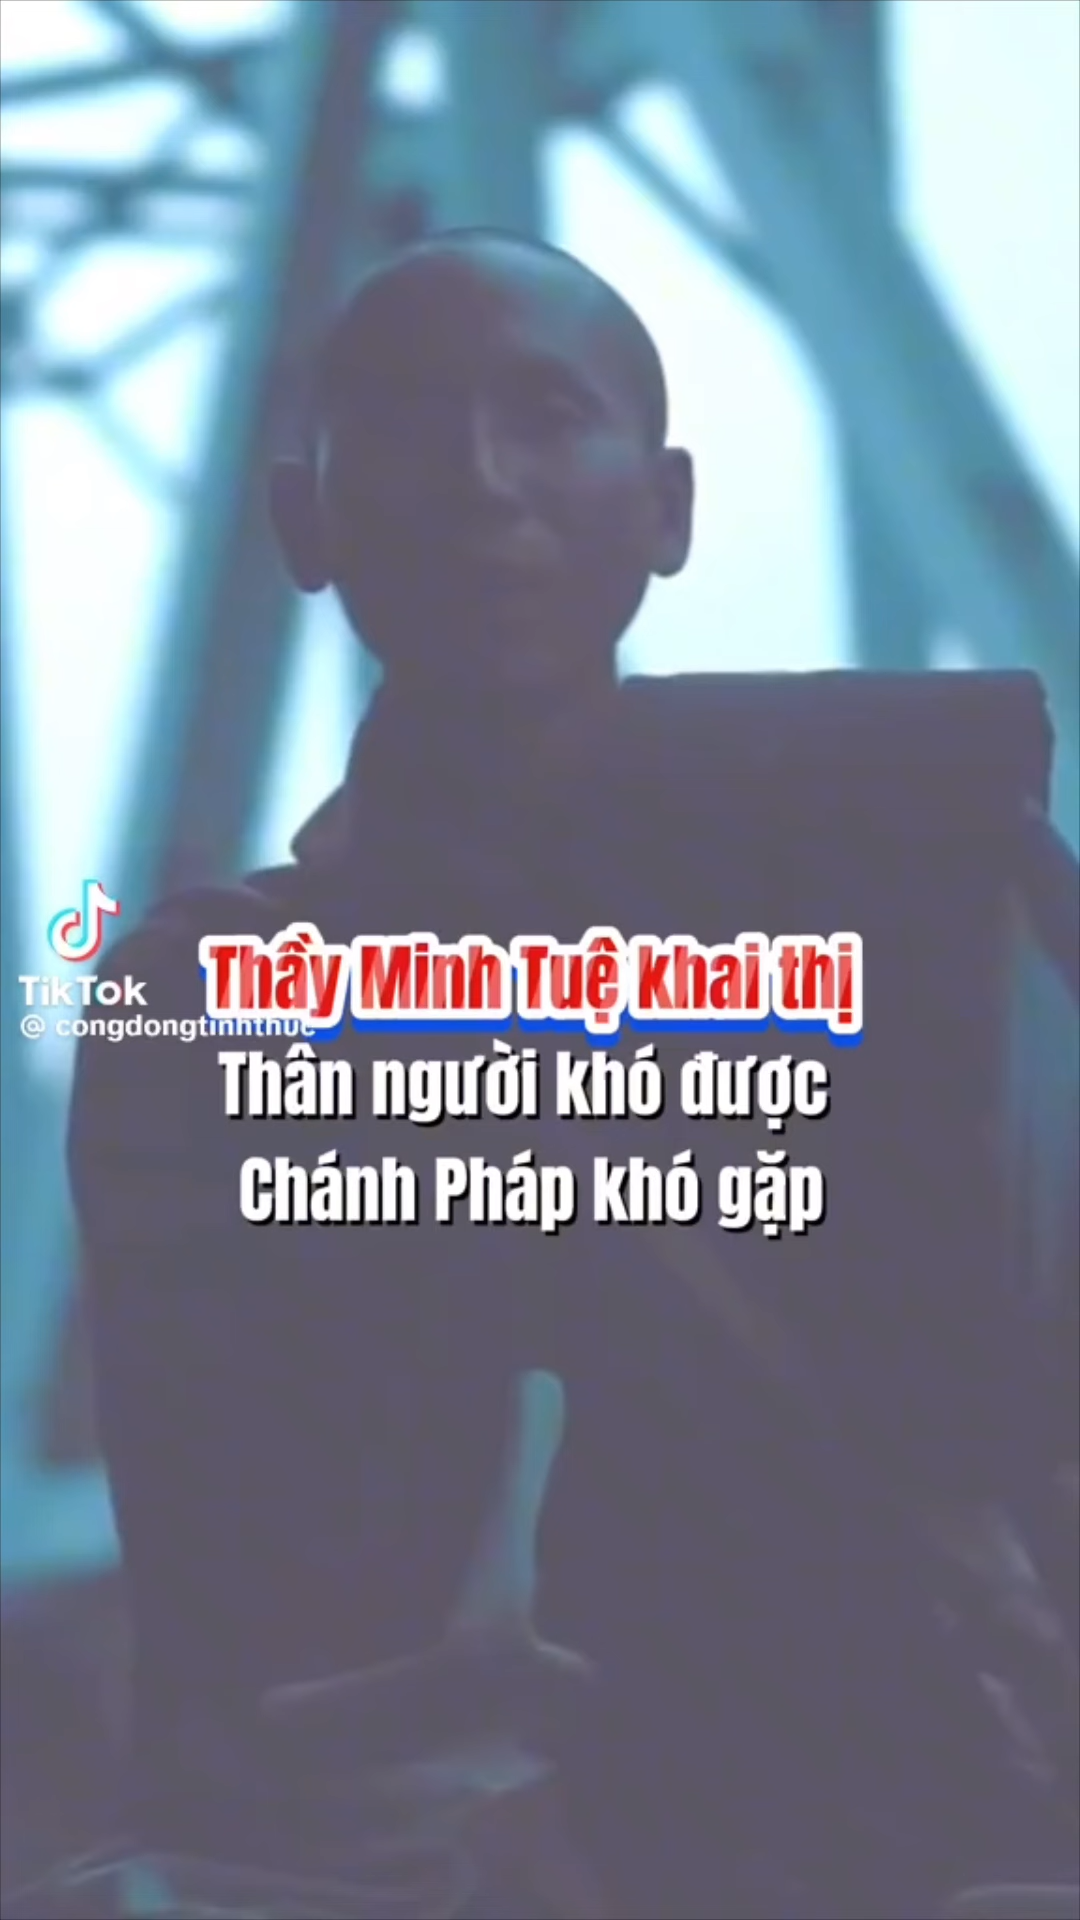 TikTok
@ congdongtinhthuc
Thầy Minh Tuệ khai thị
Thân người khó được
Chánh Pháp khó gặp